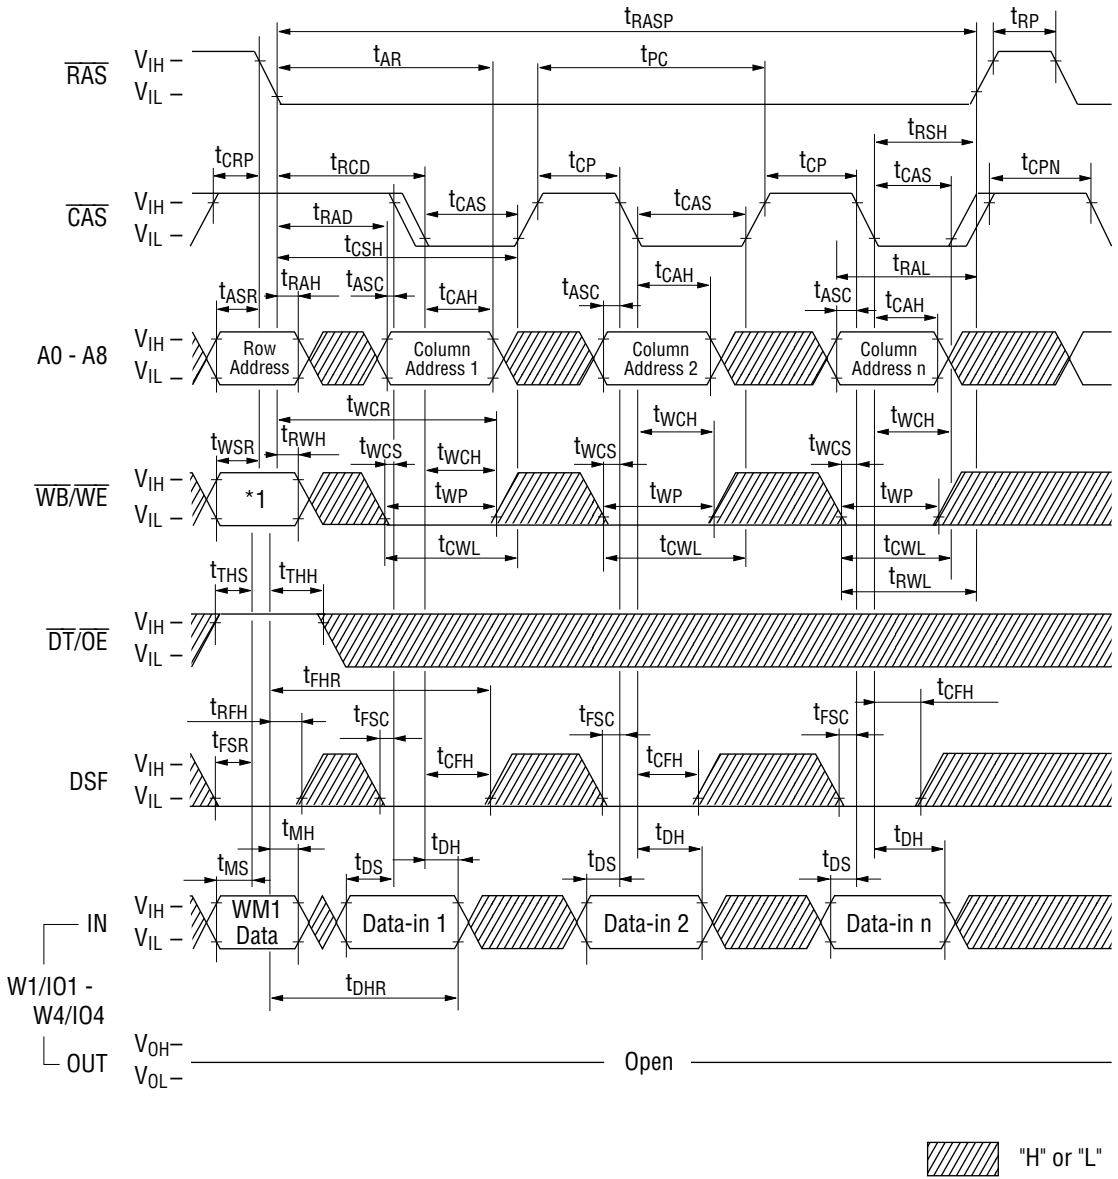 tRASP tRP
tAR tPC
RAS VIH
VIL
tRSH
tCRP tRCD tCP tCP tCPN
tCAS
CAS VIH
VIL
tCAS tCAS
tRAD
tCSH
tRAL
tRAH tASC tCAH
tASR tCAH tASC tASC tCAH
A0 - A8 VIH
VIL
Row Address
Column Address 1
Column Address 2
Column Address n
tWCR
tWCH tWCH
tWSR tRWH tWCS tWCH tWCS tWCS
WB/WE VIH
VIL
*1 tWP tWP tWP
tCWL tCWL tCWL
tTHS tTHH tRWL
DT/OE VIH
VIL
tFHR
tRFH tCFH
tFSR tFSC tFSC tFSC
tCFH tCFH
DSF VIH
VIL
tMH tDH tDH tDH
tMS tDS tDS tDS
IN VIH
VIL
WM1 Data
Data-in 1
Data-in 2
Data-in n
W1/IO1 -
W4/IO4
tDHR
OUT VOH
VOL
Open
"H" or "L"